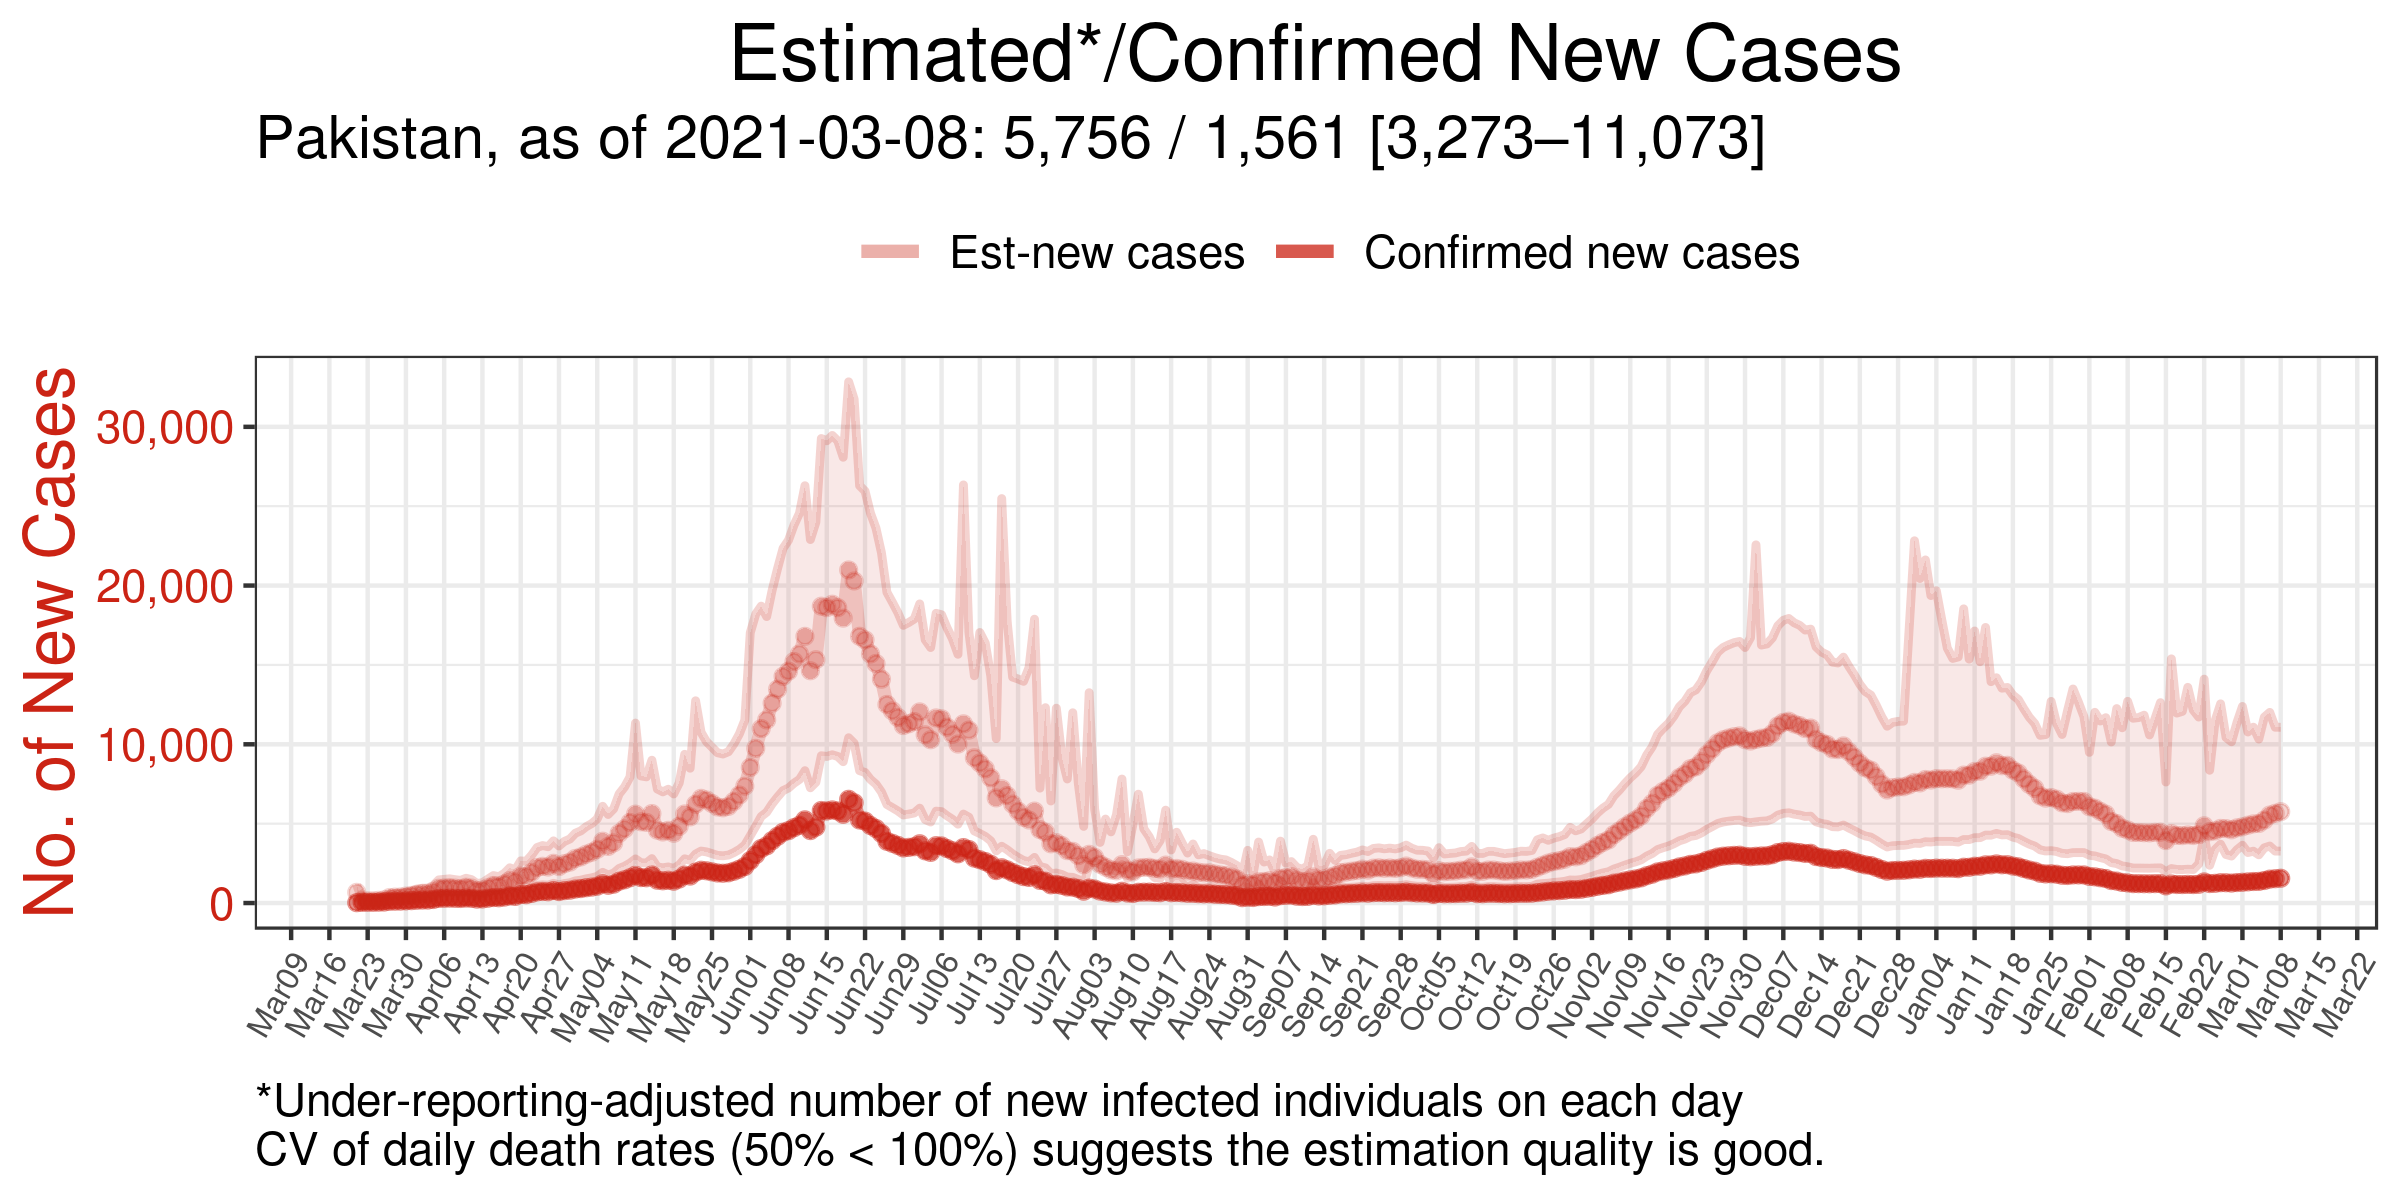 Estimated*/Confirmed New Cases
Pakistan, as of 2021-03-08: 5,756 / 1,561 [3,273–11,073]
Est-new cases Confirmed new cases
No. of New Cases
30,000
20,000
10,000
0
Mar09 Mar16 Mar23 Mar30 Apr06 Apr13 Apr20 Apr27 May04 May11 May18 May25 Jun01 Jun08 Jun15 Jun22 Jun29 Jul06 Jul13 Jul20 Jul27 Aug03 Aug10 Aug17 Aug24 Aug31 Sep07 Sep14 Sep21 Sep28 Oct05 Oct12 Oct19 Oct26 Nov02 Nov09 Nov16 Nov23 Nov30 Dec07 Dec14 Dec21 Dec28 Jan04 Jan11 Jan18 Jan25 Feb01 Feb08 Feb15 Feb22 Mar01 Mar08 Mar15 Mar22
*Under-reporting-adjusted number of new infected individuals on each day
CV of daily death rates (50% < 100%) suggests the estimation quality is good.